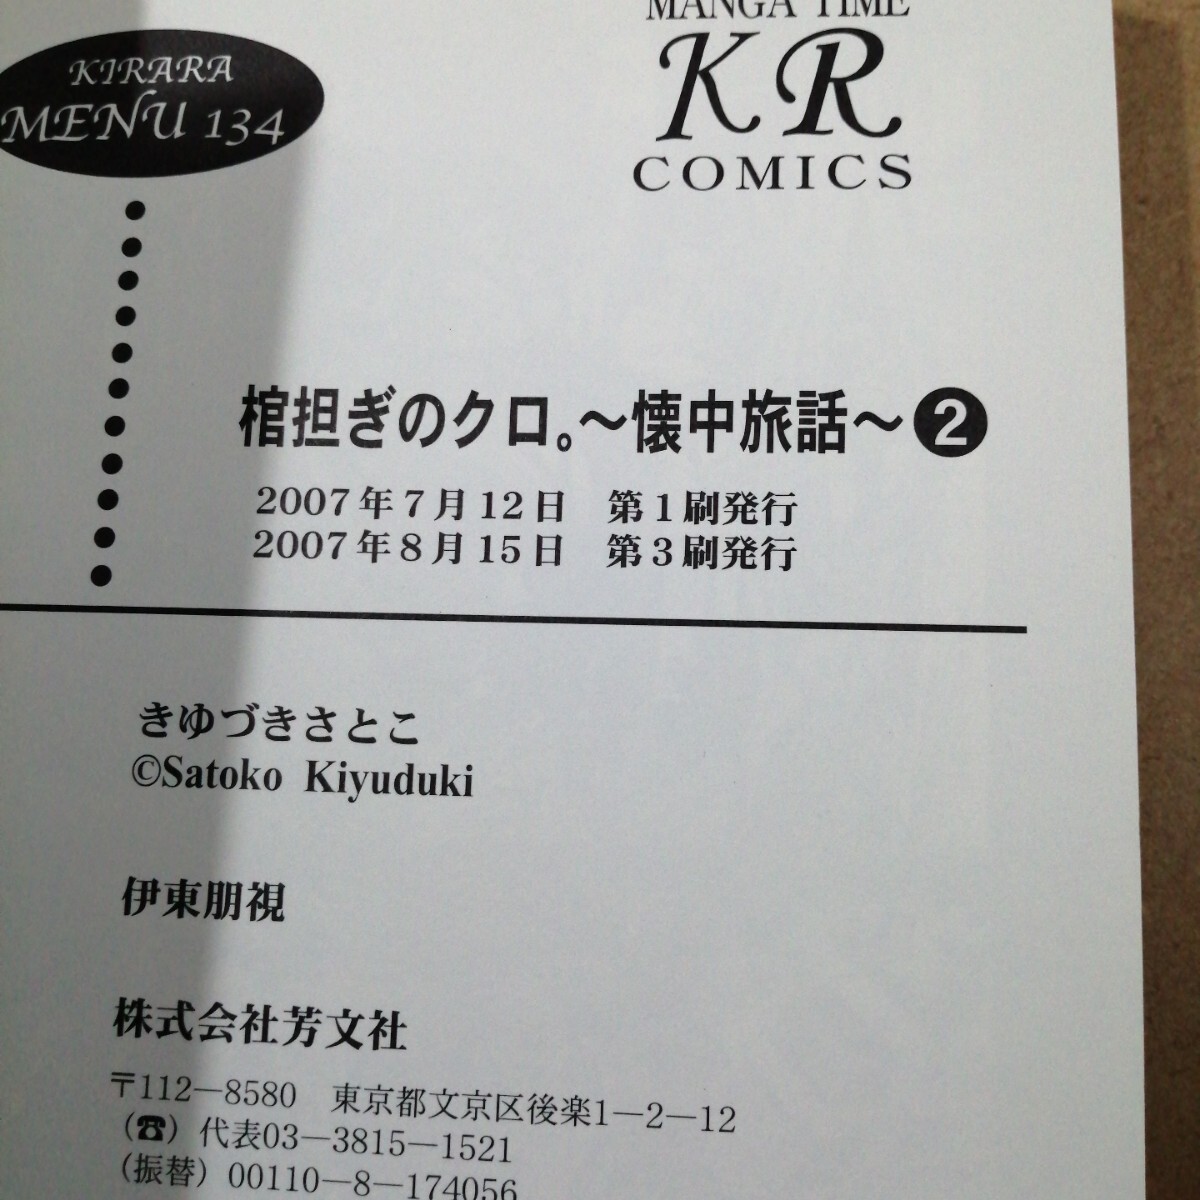 MANGA TIME
KR
COMICS
KIRARA
MENU 134
棺担ぎのクロ。～懐中旅話～❷
2007年7月12日　第1刷発行
2007年8月15日　第3刷発行
きゆづきさとこ
©Satoko Kiyuduki
伊東朋視
株式会社芳文社
〒112―8580　東京都文京区後楽1―2―12
(☎) 代表03―3815―1521
(振替) 00110―8―174056